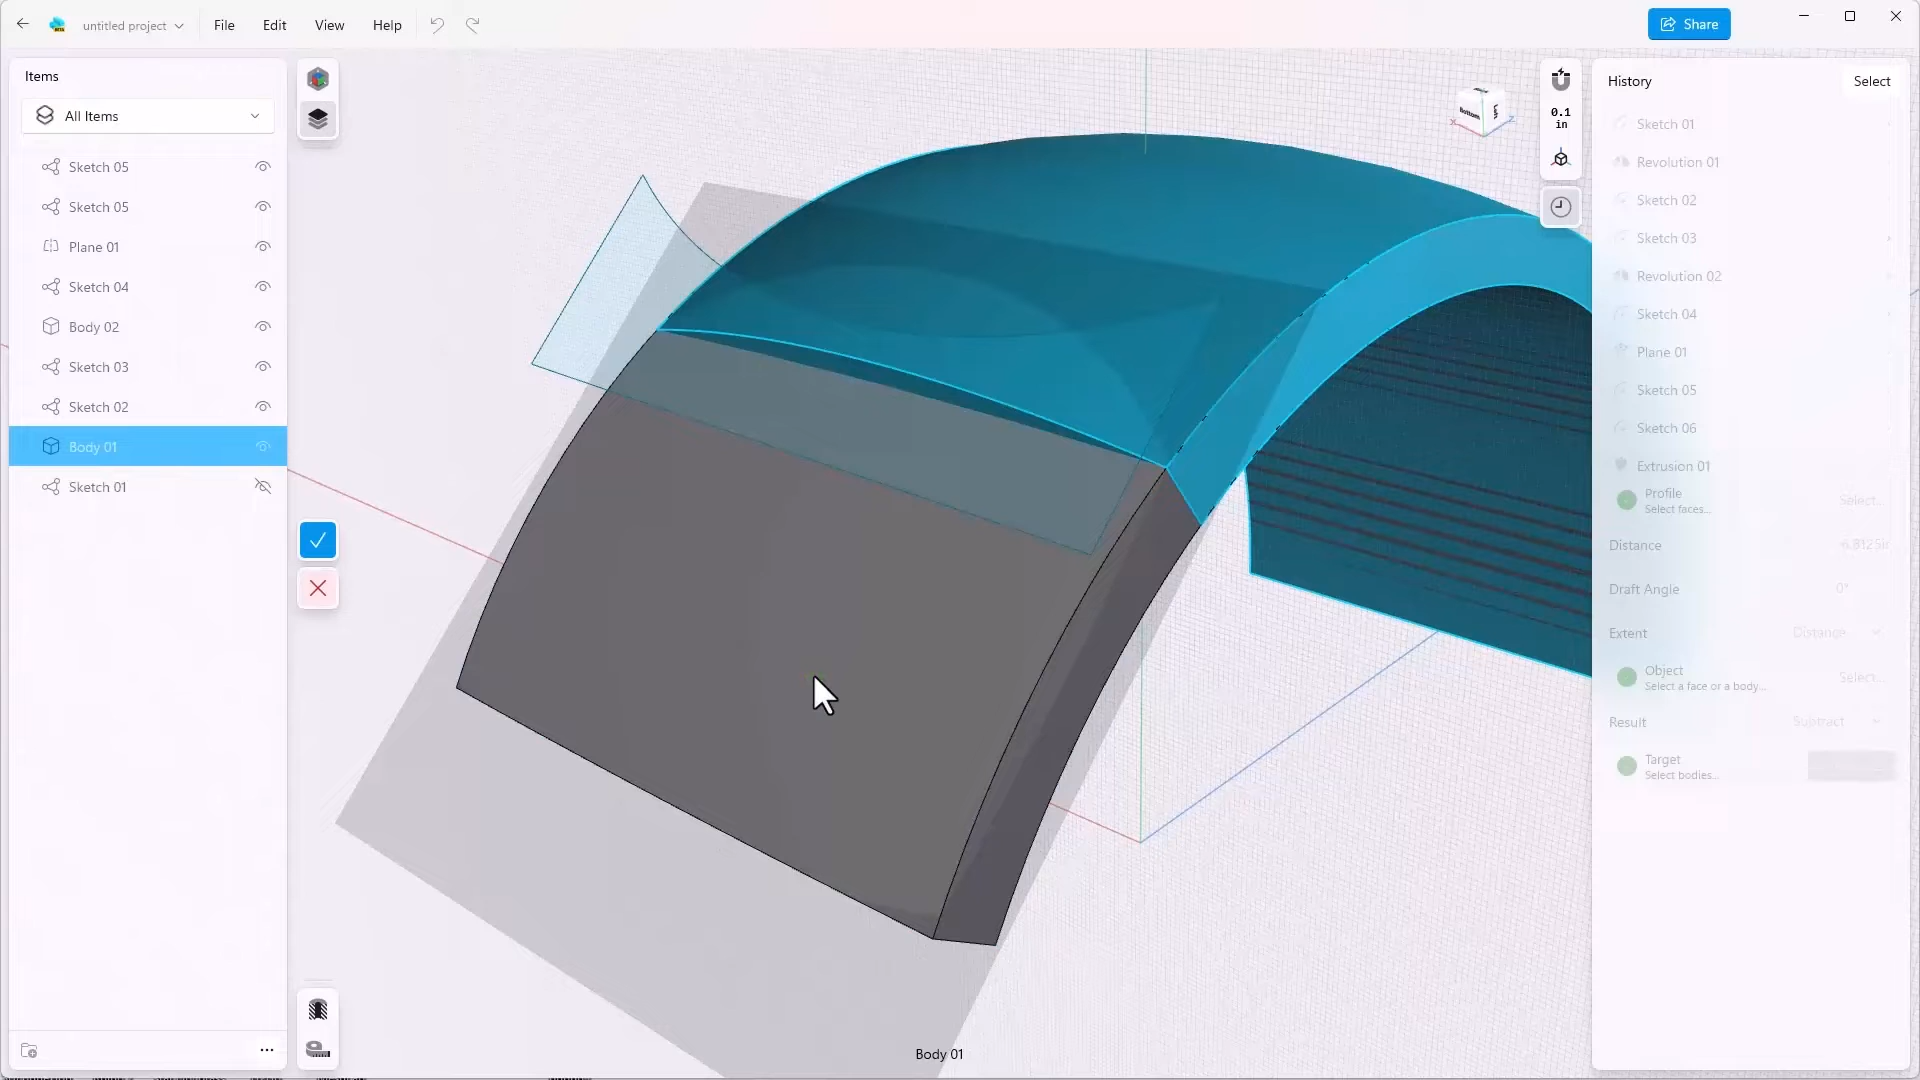 untitled project
File
Edit
View
Help
Share
Items
All Items
Sketch 05
Sketch 05
Plane 01
Sketch 04
Body 02
Sketch 03
Sketch 02
Body 01
Sketch 01
Bottom
0.1
in
History
Select
Sketch 01
Revolution 01
Sketch 02
Sketch 03
Revolution 02
Sketch 04
Plane 01
Sketch 05
Sketch 06
Extrusion 01
Profile
Select faces...
Select...
Distance
Draft Angle
0°
Extent
Distance
Object
Select a face or a body...
Select...
Result
Subtract
Target
Select bodies...
Body 01